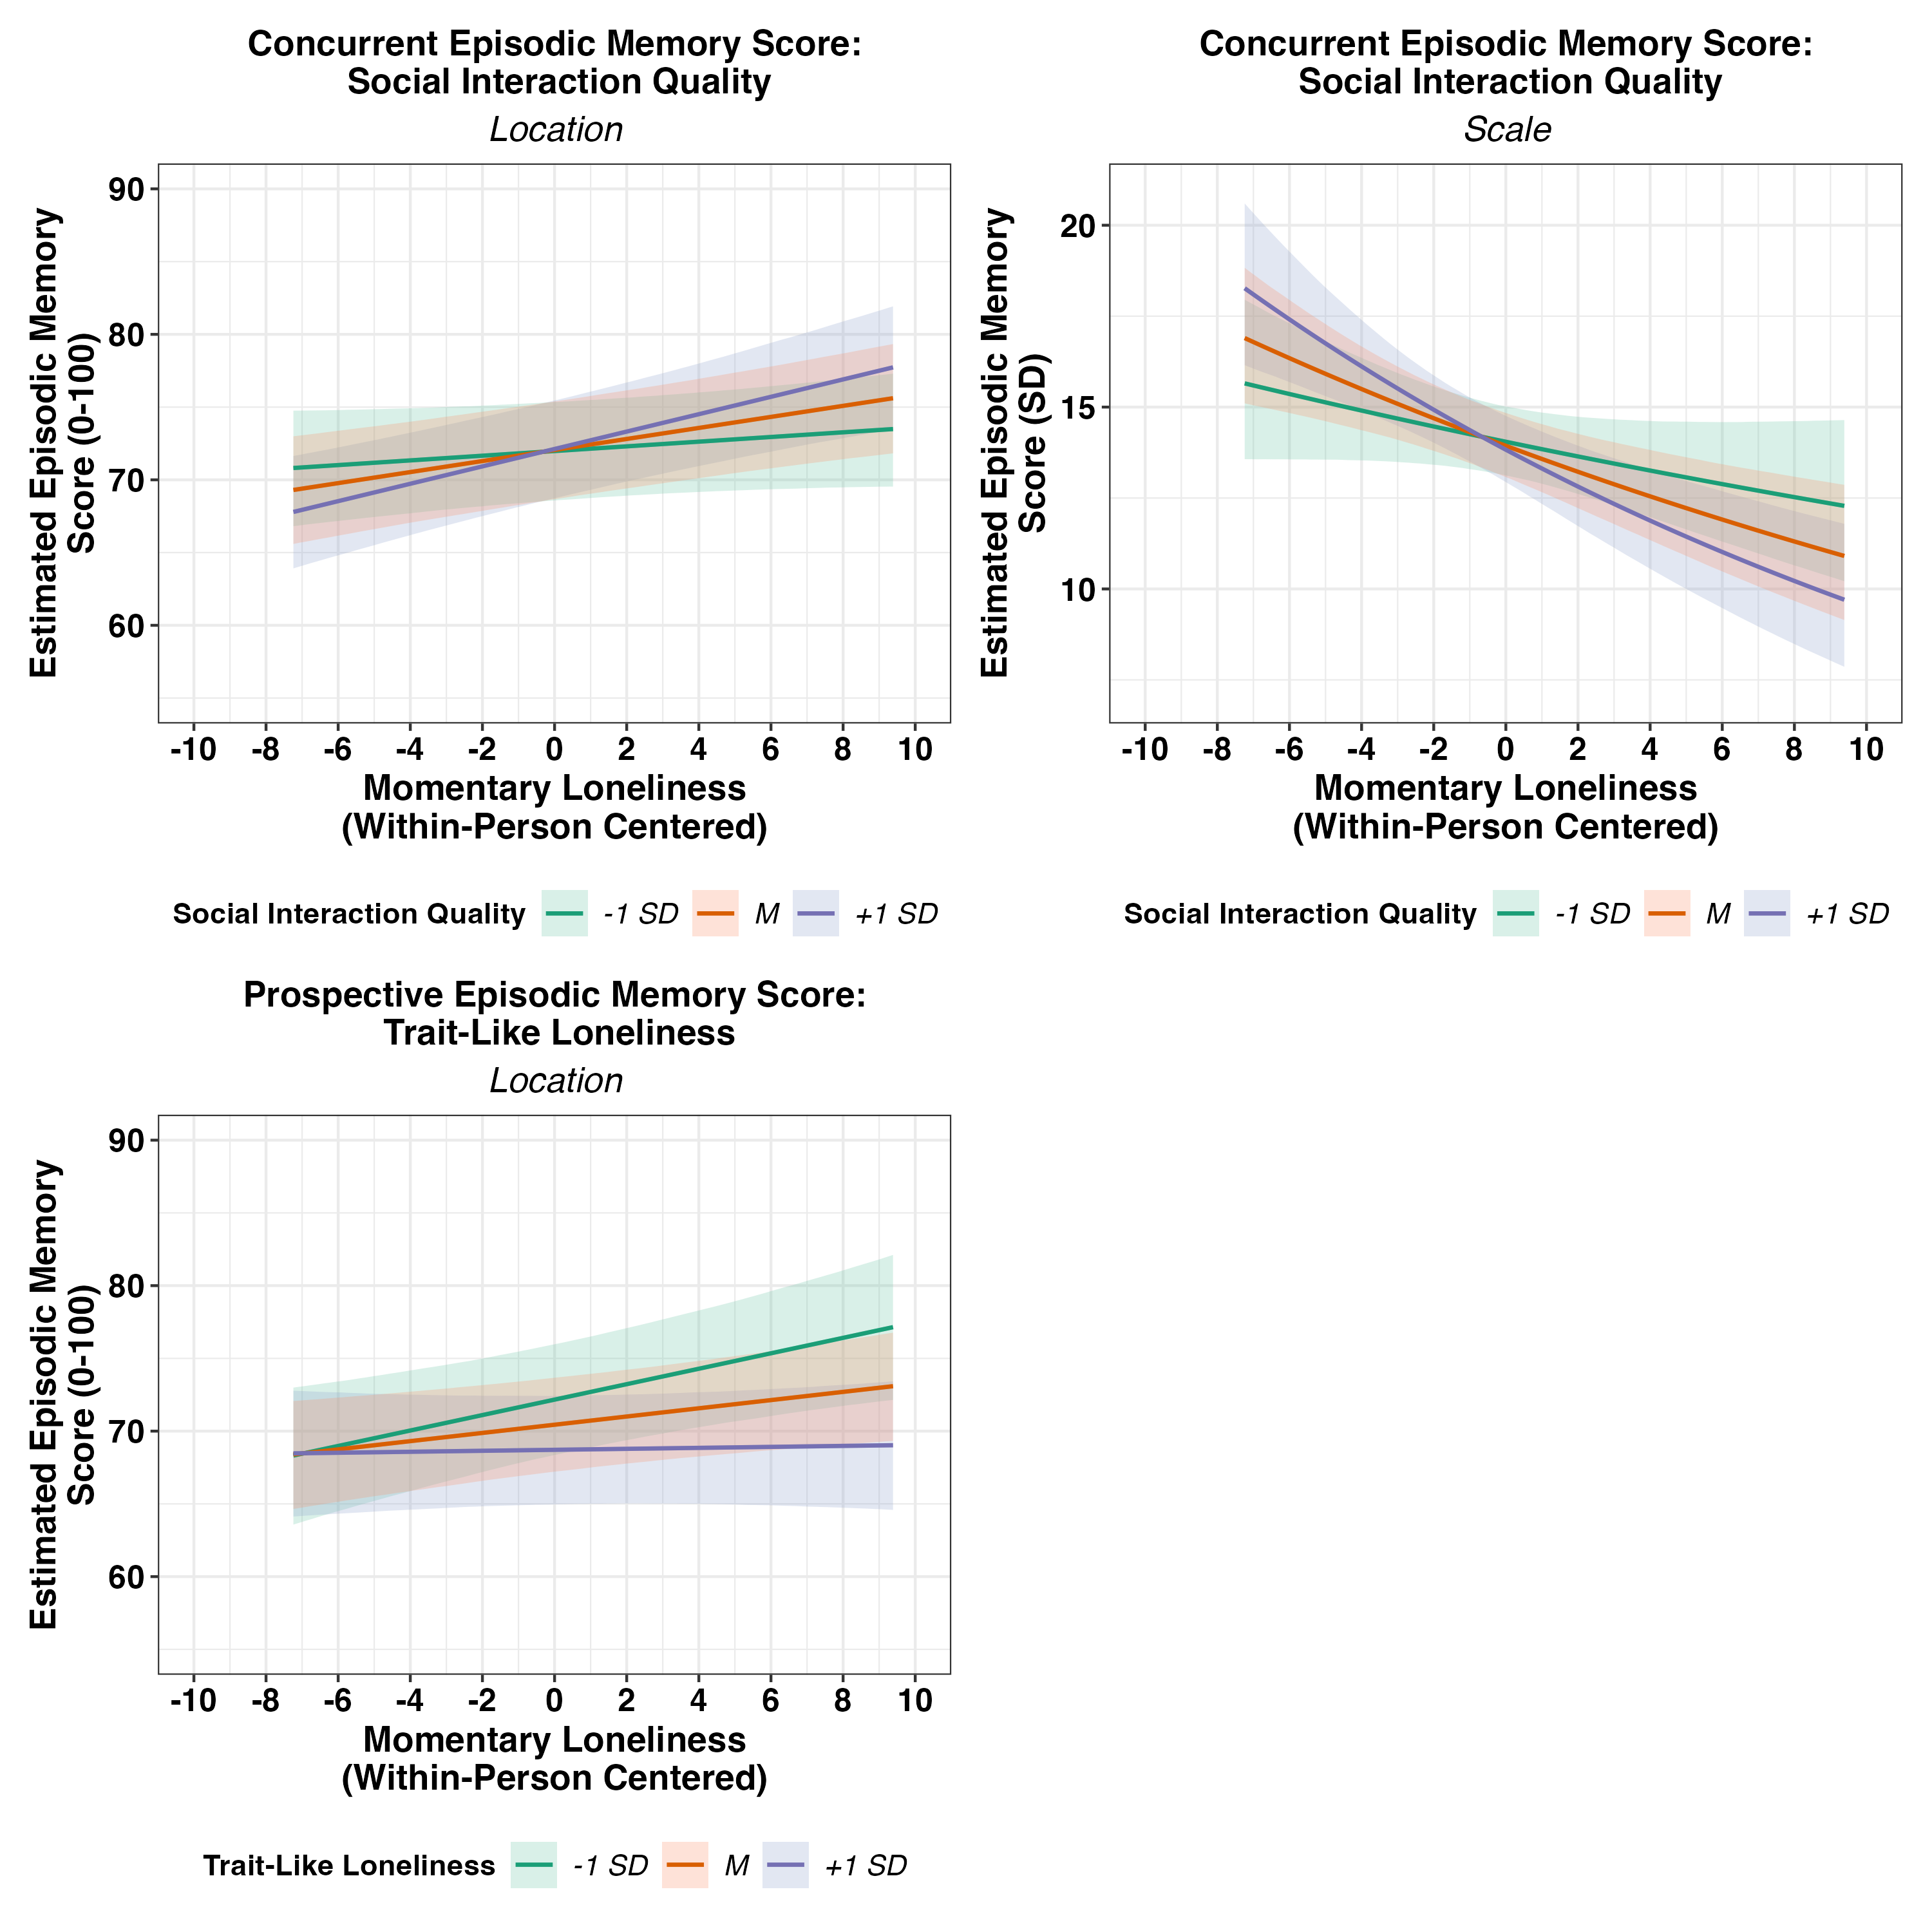 Concurrent Episodic Memory Score:
Social Interaction Quality
Location
Estimated Episodic Memory
Score (0-100)
90
80
70
60
-10 -8 -6 -4 -2 0 2 4 6 8 10
Momentary Loneliness
(Within-Person Centered)
Social Interaction Quality -1 SD M +1 SD
Concurrent Episodic Memory Score:
Social Interaction Quality
Scale
Estimated Episodic Memory
Score (SD)
20
15
10
-10 -8 -6 -4 -2 0 2 4 6 8 10
Momentary Loneliness
(Within-Person Centered)
Social Interaction Quality -1 SD M +1 SD
Prospective Episodic Memory Score:
Trait-Like Loneliness
Location
Estimated Episodic Memory
Score (0-100)
90
80
70
60
-10 -8 -6 -4 -2 0 2 4 6 8 10
Momentary Loneliness
(Within-Person Centered)
Trait-Like Loneliness -1 SD M +1 SD